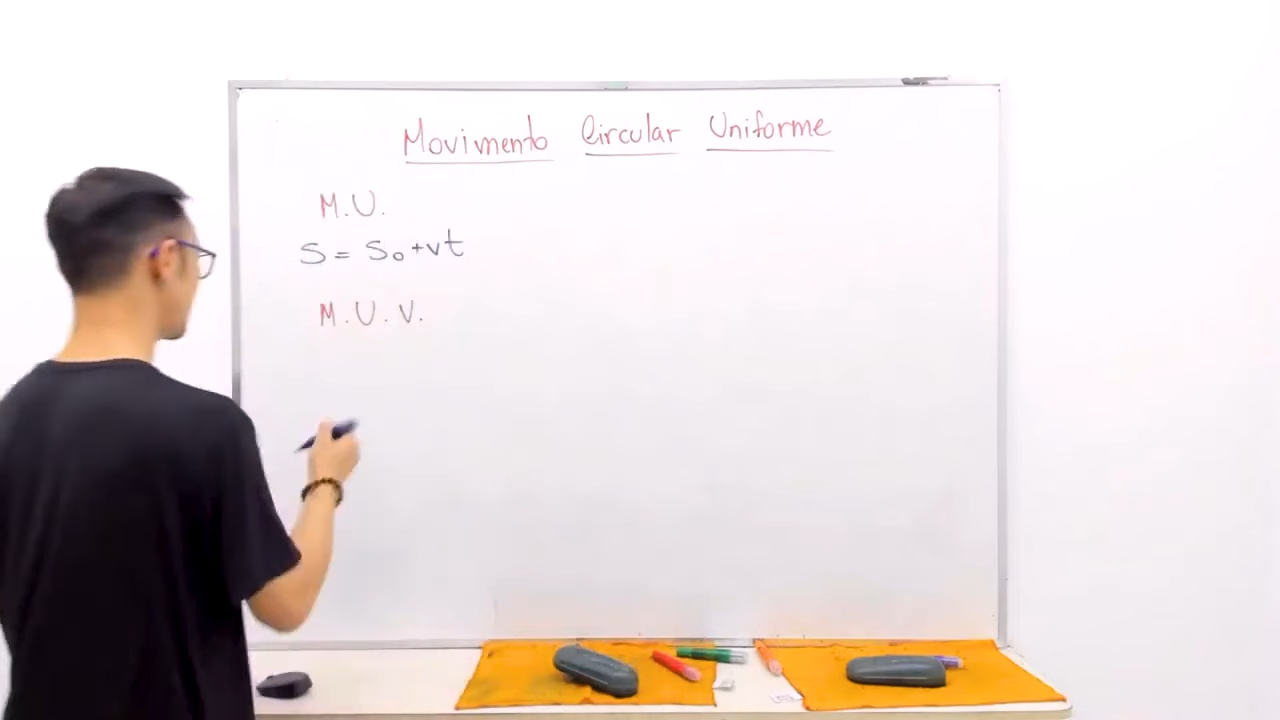 Movimento Circular Uniforme
M.U.
S = S₀+vt
M.U.V.